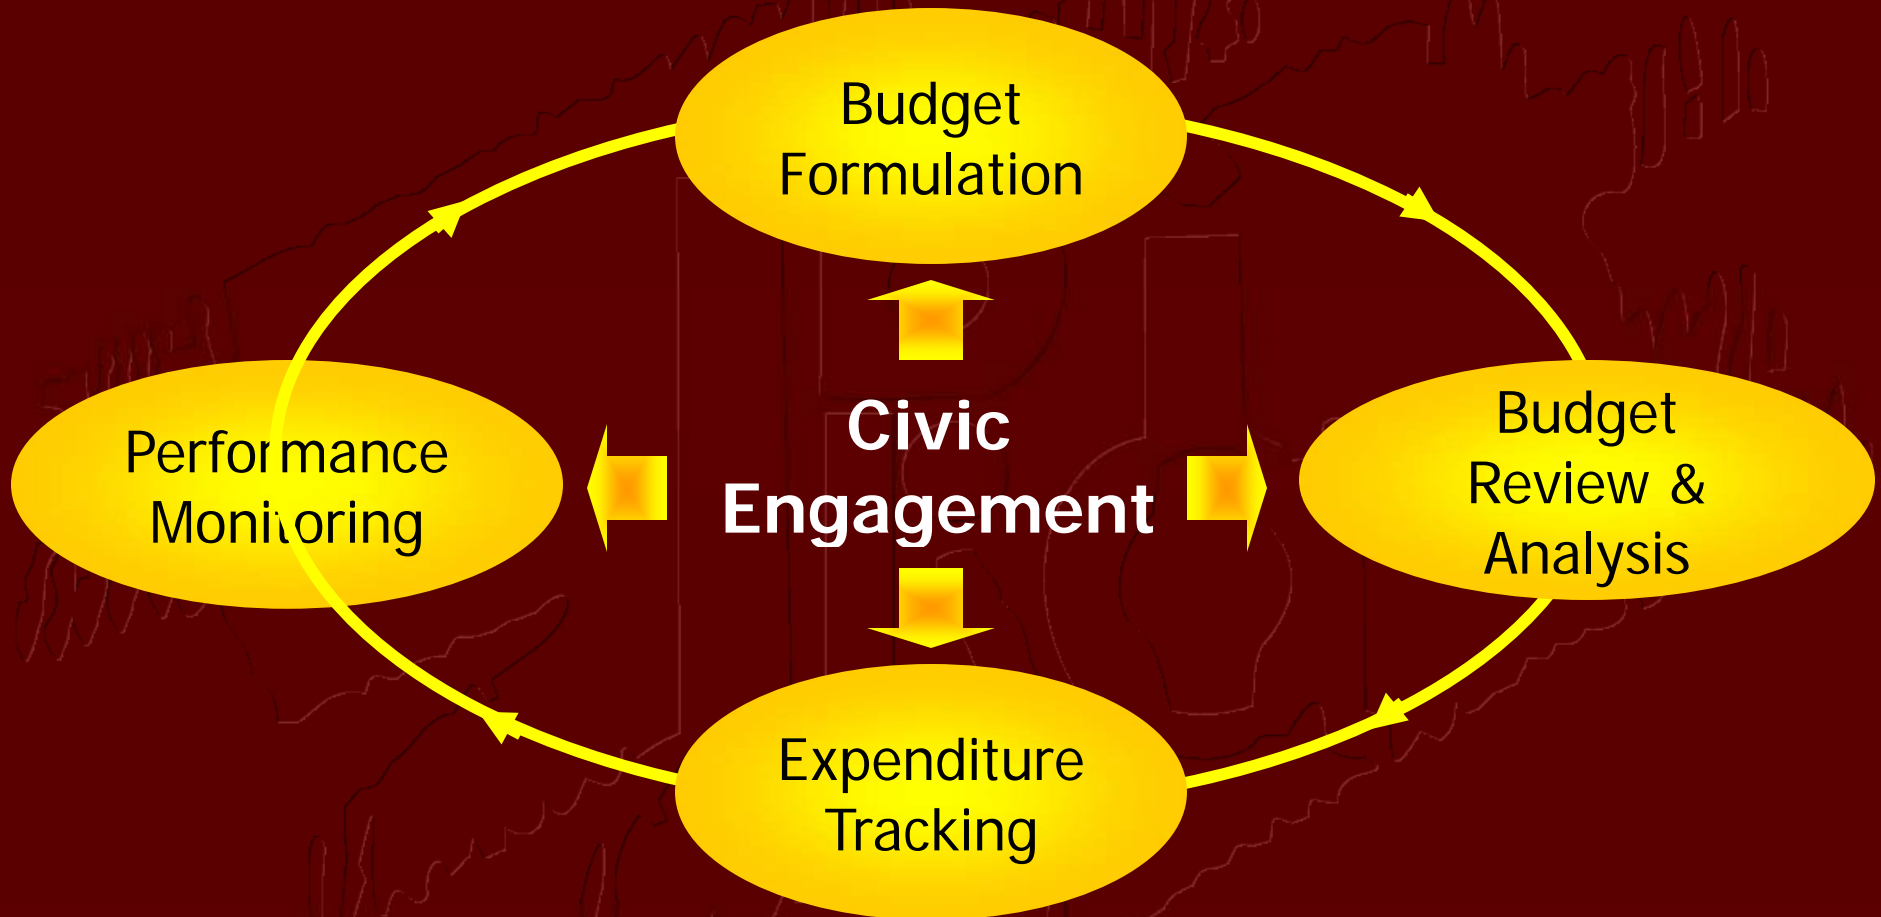 Budget
Formulation
Civic
Engagement
Performance
Monitoring
Budget
Review &
Analysis
Expenditure
Tracking